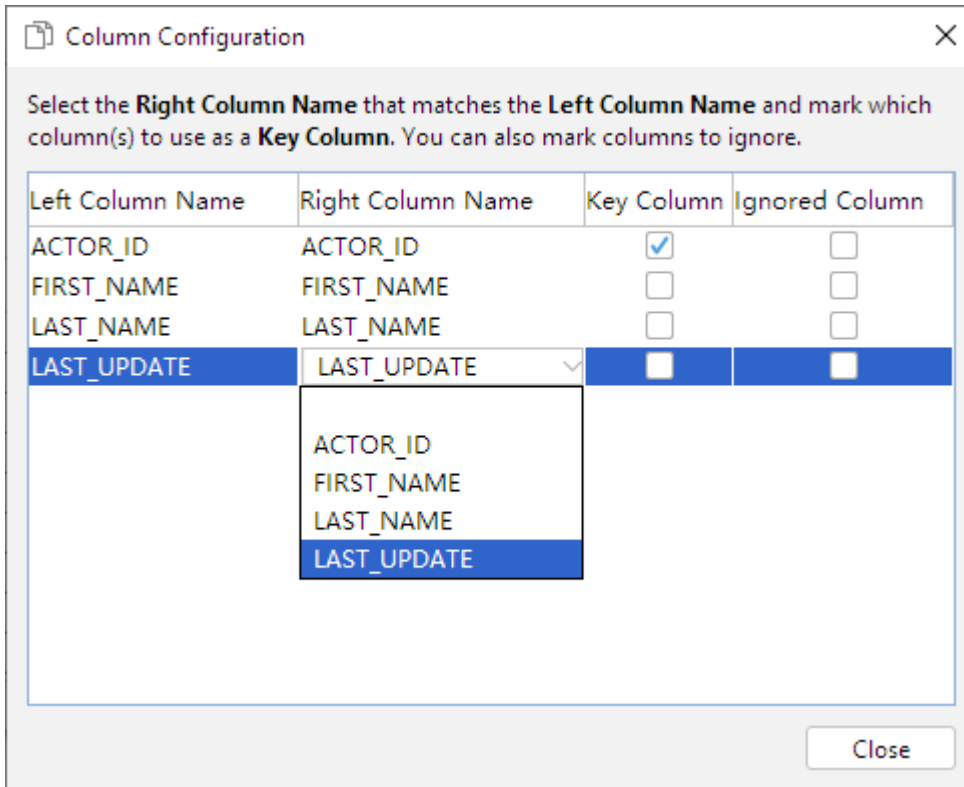 Column Configuration
Select the Right Column Name that matches the Left Column Name and mark which
column(s) to use as a Key Column. You can also mark columns to ignore.
Left Column Name Right Column Name Key Column Ignored Column
ACTOR_ID ACTOR_ID
FIRST_NAME FIRST_NAME
LAST_NAME LAST_NAME
LAST_UPDATE LAST_UPDATE
ACTOR_ID
FIRST_NAME
LAST_NAME
LAST_UPDATE
Close